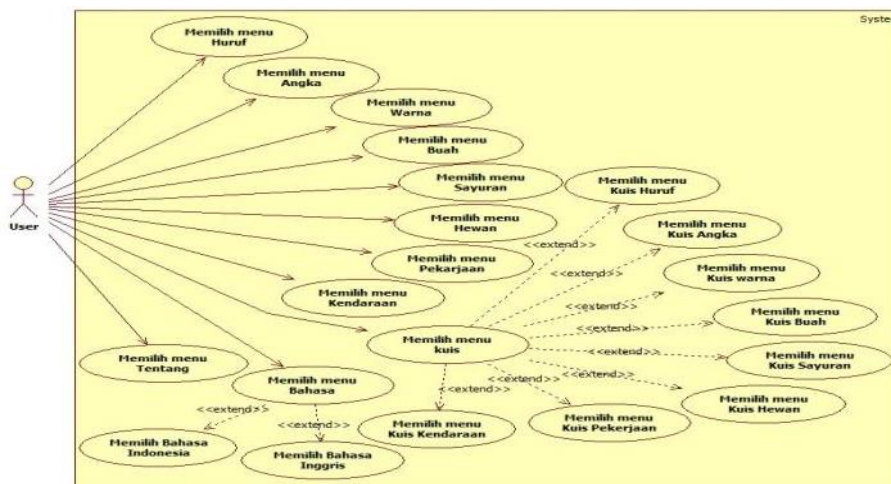 Syste
Memilih menu
Huruf
Memilih menu
Angka
Memilih menu
Warna
Memilih menu
Buah
Memilih menu
Sayuran
Memilih menu
Hewan
Memilih menu
Pekarjaan
Memilih menu
Kendaraan
User
Memilih menu
Kuis Huruf
<<extend>>
Memilih menu
Kuis Angka
<<extend>>
Memilih menu
Kuis warna
<<extend>>
Memilih menu
Kuis Buah
<<extend>>
Memilih menu
kuis
<<extend>>
Memilih menu
Kuis Sayuran
<<extend>>
Memilih menu
Kuis Hewan
<<extend>>
Memilih menu
Kuis Pekerjaan
<<extend>>
Memilih menu
Kuis Kendaraan
Memilih menu
Tentang
Memilih menu
Bahasa
<<extend>>
<<extend>>
Memilih Bahasa
Indonesia
Memilih Bahasa
Inggris